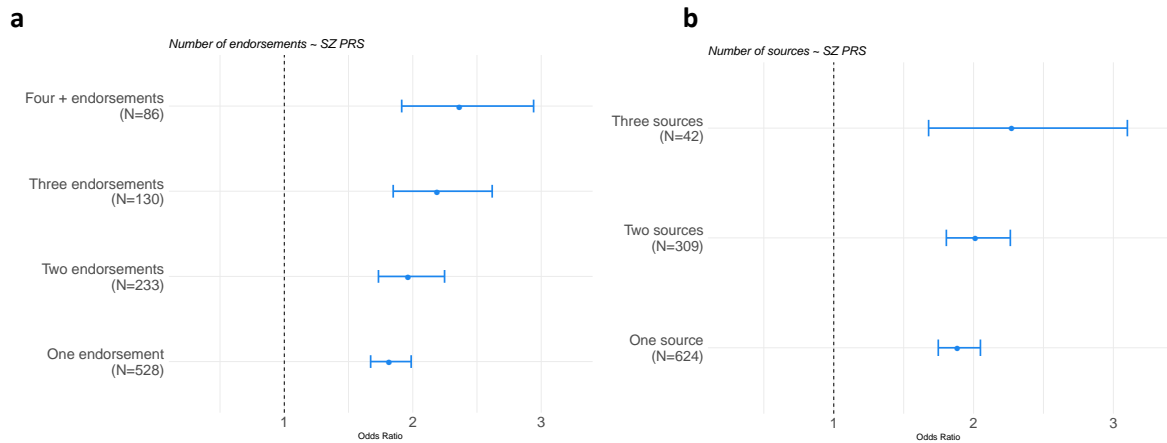 a
Number of endorsements ~ SZ PRS
Four + endorsements
(N=86)
Three endorsements
(N=130)
Two endorsements
(N=233)
One endorsement
(N=528)
1
2
3
Odds Ratio
b
Number of sources ~ SZ PRS
Three sources
(N=42)
Two sources
(N=309)
One source
(N=624)
1
2
3
Odds Ratio